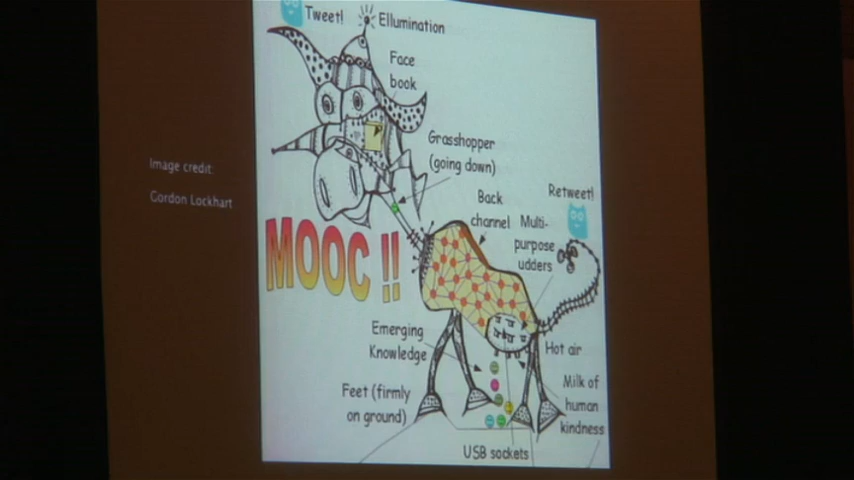 Tweet!
Ellumination
Face
book
Grasshopper
(going down)
Image credit:
Gordon Lockhart
Back
channel
Retweet!
Multi-
purpose
udders
MOOC !!
Emerging
Knowledge
Hot air
Feet (firmly
on ground)
Milk of
human
kindness
USB sockets